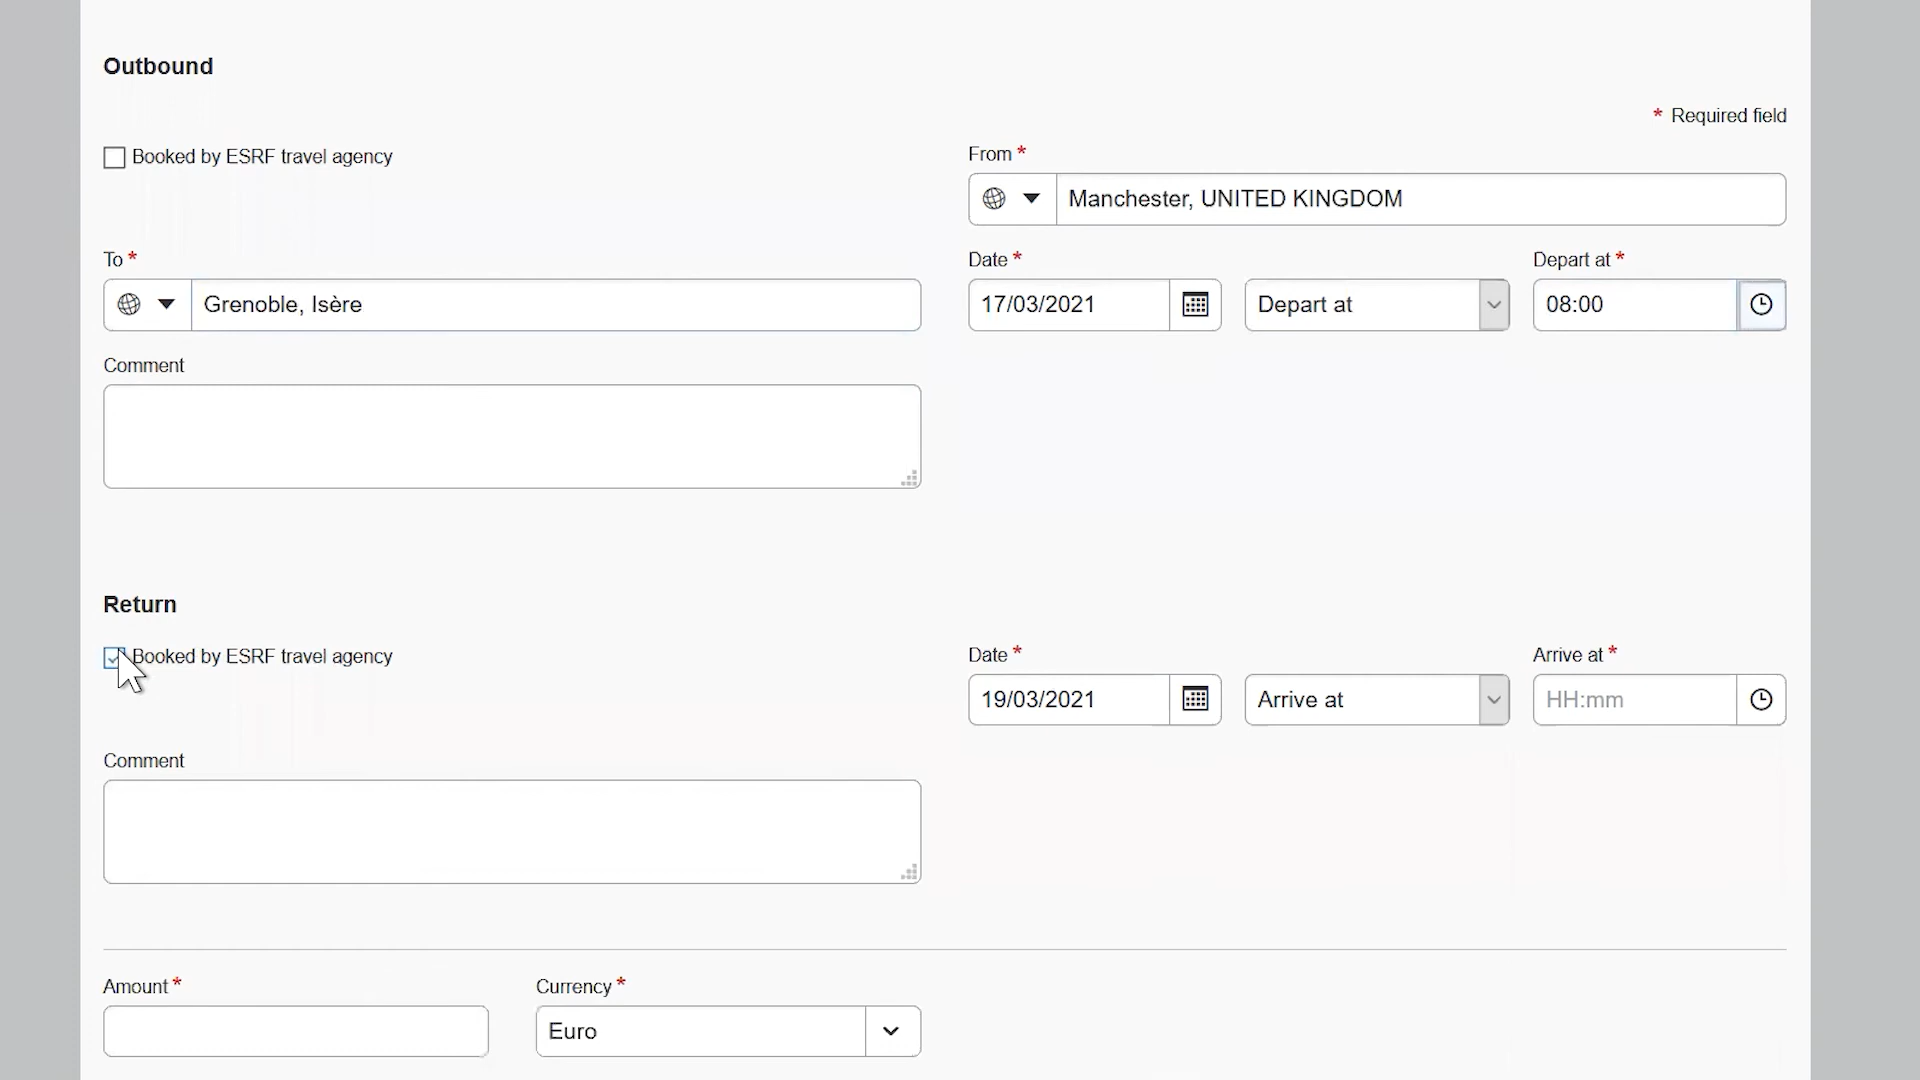 Outbound
* Required field
Booked by ESRF travel agency
From *
Manchester, UNITED KINGDOM
To *
Date *
Depart at *
Grenoble, Isère
17/03/2021
Depart at
08:00
Comment
Return
Booked by ESRF travel agency
Date *
Arrive at *
19/03/2021
Arrive at
HH:mm
Comment
Amount *
Currency *
Euro